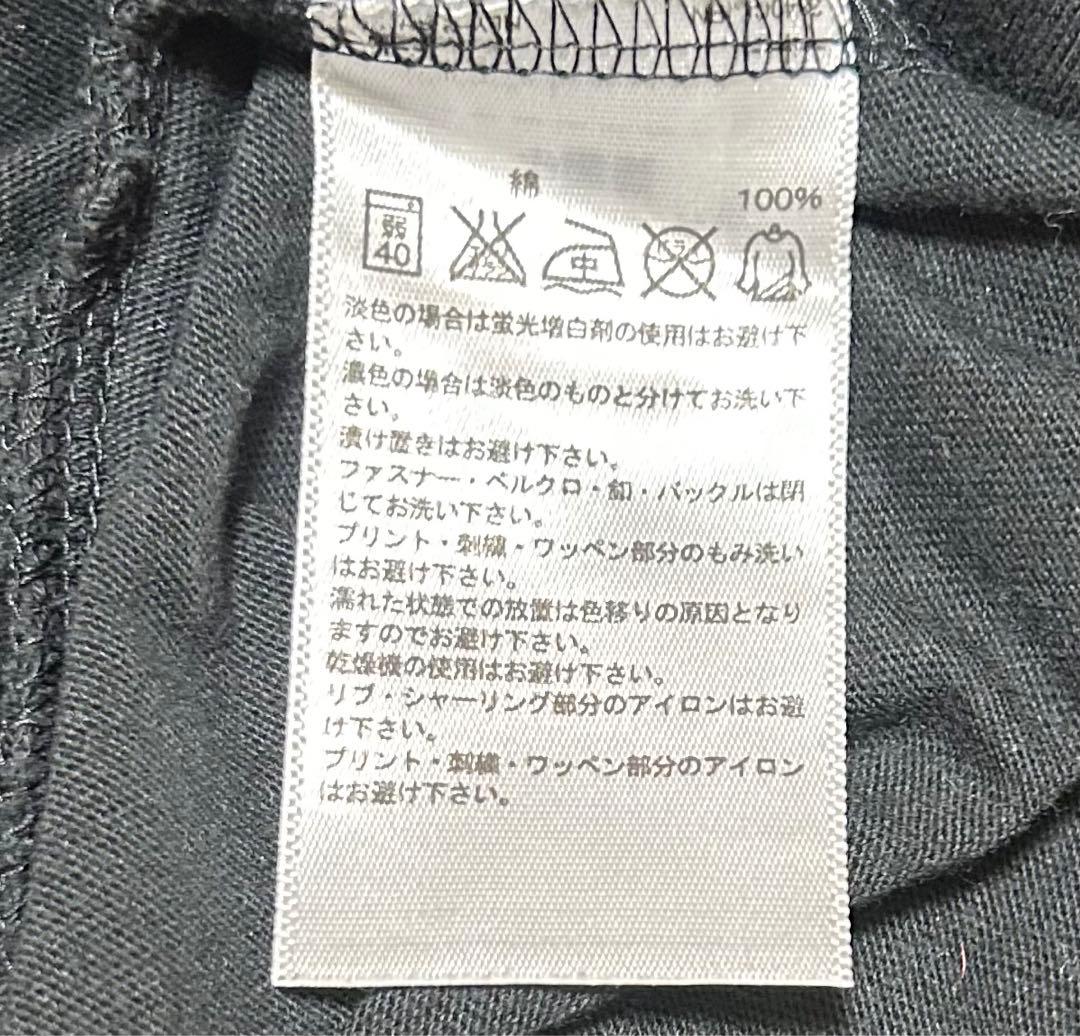 綿 100%
弱 40 中 ドライ
淡色の場合は蛍光増白剤の使用はお避け下
さい。
濃色の場合は淡色のものと分けてお洗い下
さい。
漬け置きはお避け下さい。
ファスナー・ベルクロ・釦・バックルは閉
じてお洗い下さい。
プリント・刺繍・ワッペン部分のもみ洗い
はお避け下さい。
濡れた状態での放置は色移りの原因となり
ますのでお避け下さい。
乾燥機の使用はお避け下さい。
リブ・シャーリング部分のアイロンはお避
け下さい。
プリント・刺繍・ワッペン部分のアイロン
はお避け下さい。